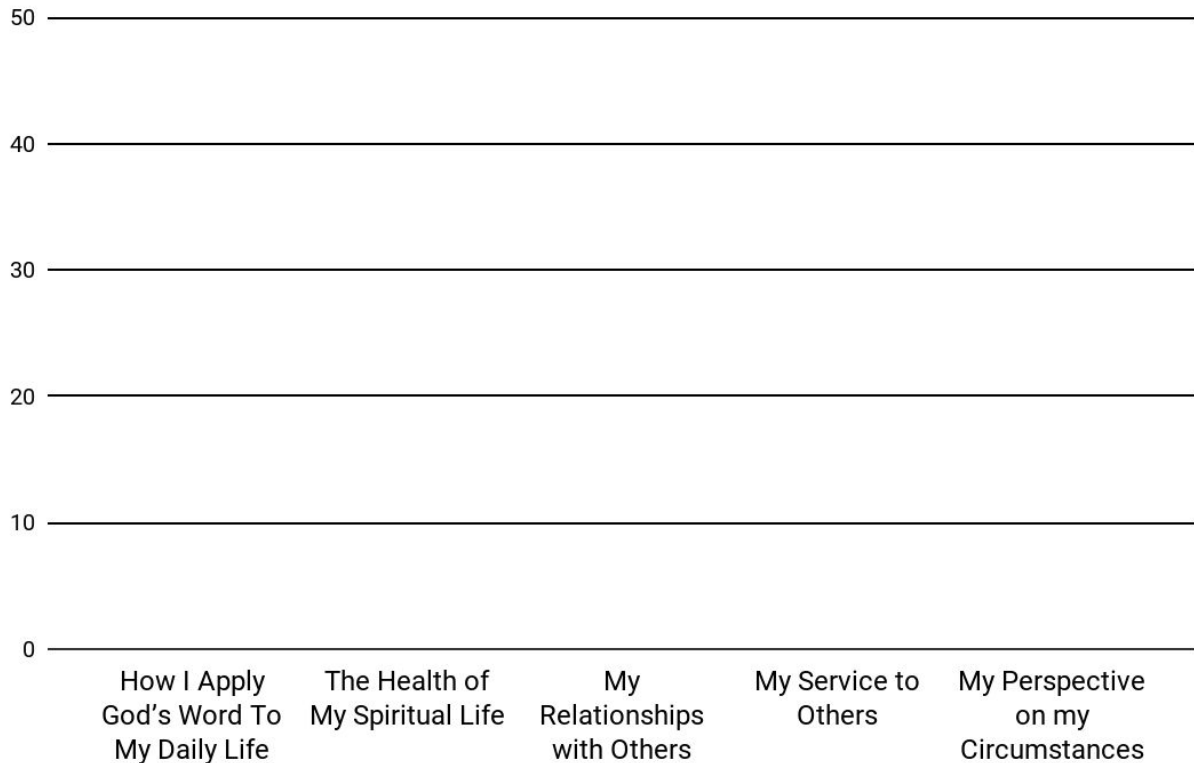 50
40
30
20
10
0
How I Apply
God’s Word To
My Daily Life
The Health of
My Spiritual Life
My
Relationships
with Others
My Service to
Others
My Perspective
on my
Circumstances